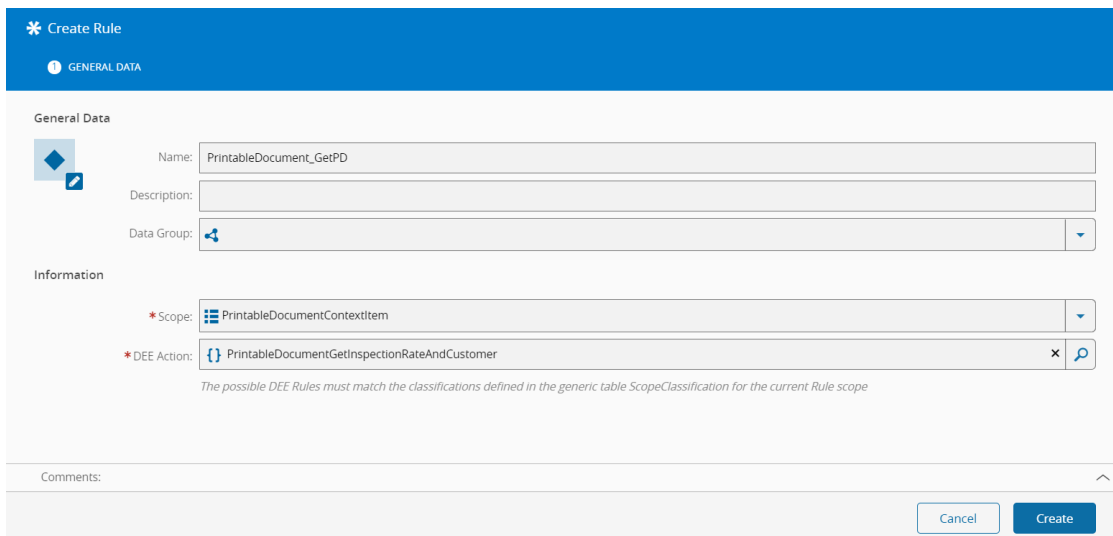 Create Rule
1 GENERAL DATA
General Data
Name: PrintableDocument_GetPD
Description:
Data Group:
Information
*Scope: PrintableDocumentContextItem
*DEE Action: {} PrintableDocumentGetInspectionRateAndCustomer
The possible DEE Rules must match the classifications defined in the generic table ScopeClassification for the current Rule scope
Comments:
Cancel Create